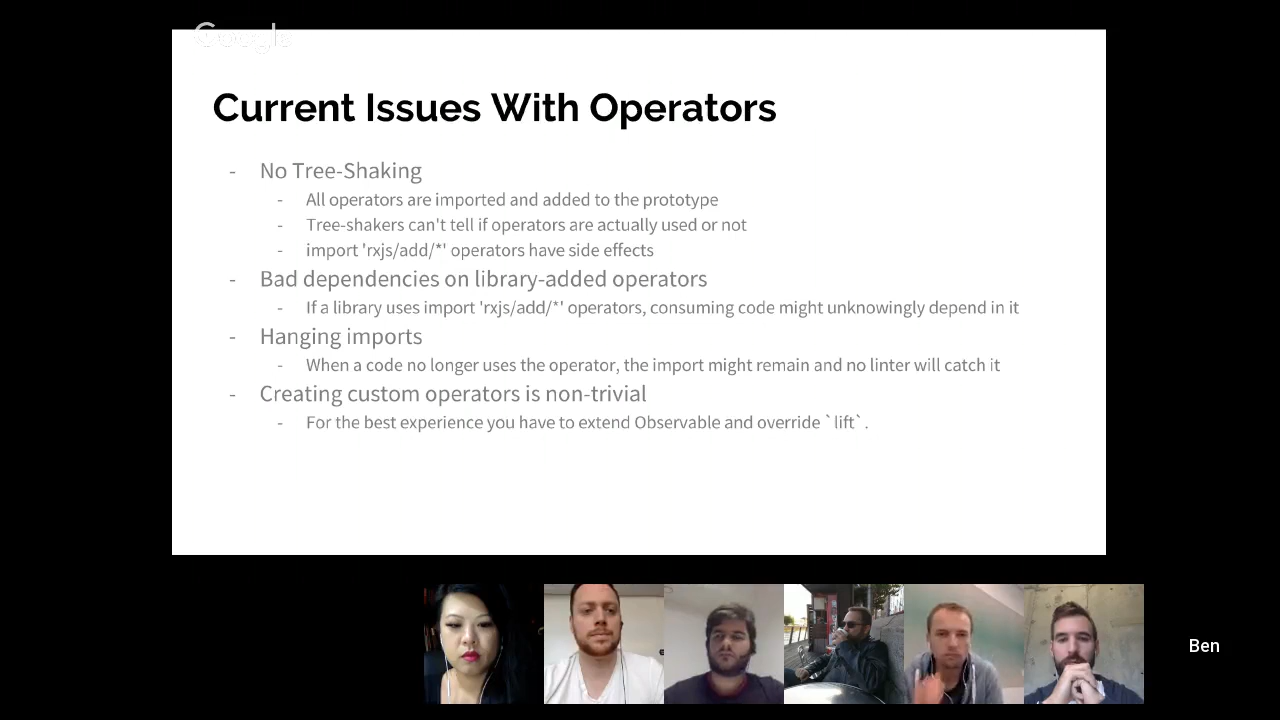 Google
Current Issues With Operators
- No Tree-Shaking
- All operators are imported and added to the prototype
- Tree-shakers can't tell if operators are actually used or not
- import 'rxjs/add/*' operators have side effects
- Bad dependencies on library-added operators
- If a library uses import 'rxjs/add/*' operators, consuming code might unknowingly depend in it
- Hanging imports
- When a code no longer uses the operator, the import might remain and no linter will catch it
- Creating custom operators is non-trivial
- For the best experience you have to extend Observable and override `lift`.
Ben